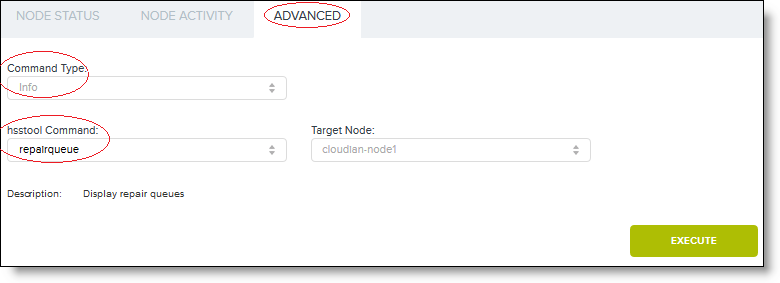 NODE STATUS NODE ACTIVITY ADVANCED
Command Type:
Info
hsstool Command: Target Node:
repairqueue cloudian-node1
Description: Display repair queues
EXECUTE